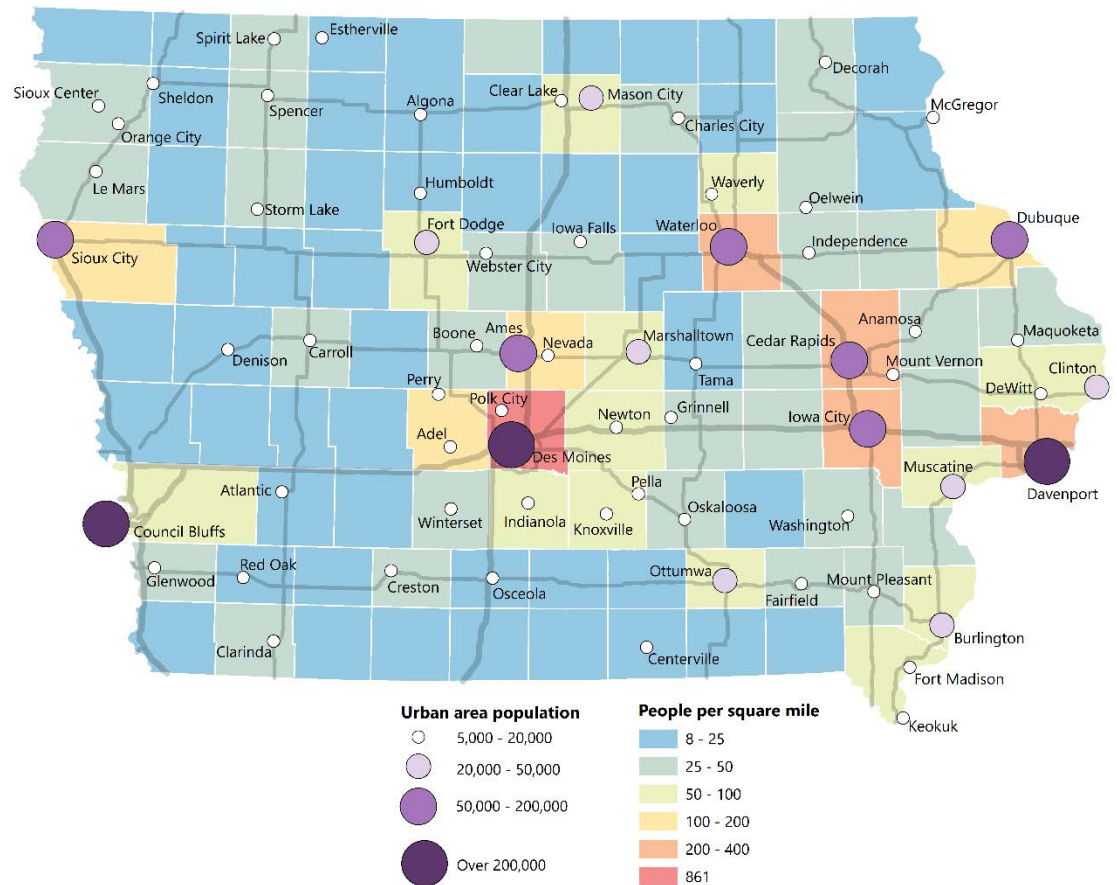 Estherville
Spirit Lake
Decorah
Sioux Center
Sheldon
Spencer
Algona
Clear Lake
Mason City
McGregor
Orange City
Charles City
Le Mars
Humboldt
Waverly
Storm Lake
Oelwein
Fort Dodge
Iowa Falls
Waterloo
Dubuque
Sioux City
Webster City
Independence
Boone
Ames
Nevada
Marshalltown
Cedar Rapids
Anamosa
Maquoketa
Denison
Carroll
Tama
Mount Vernon
Clinton
Perry
DeWitt
Polk City
Adel
Newton
Grinnell
Iowa City
Des Moines
Muscatine
Davenport
Atlantic
Pella
Council Bluffs
Winterset
Indianola
Knoxville
Oskaloosa
Washington
Glenwood
Red Oak
Creston
Osceola
Ottumwa
Fairfield
Mount Pleasant
Clarinda
Centerville
Burlington
Fort Madison
Keokuk
Urban area population
5,000 - 20,000
20,000 - 50,000
50,000 - 200,000
Over 200,000
People per square mile
8 - 25
25 - 50
50 - 100
100 - 200
200 - 400
861